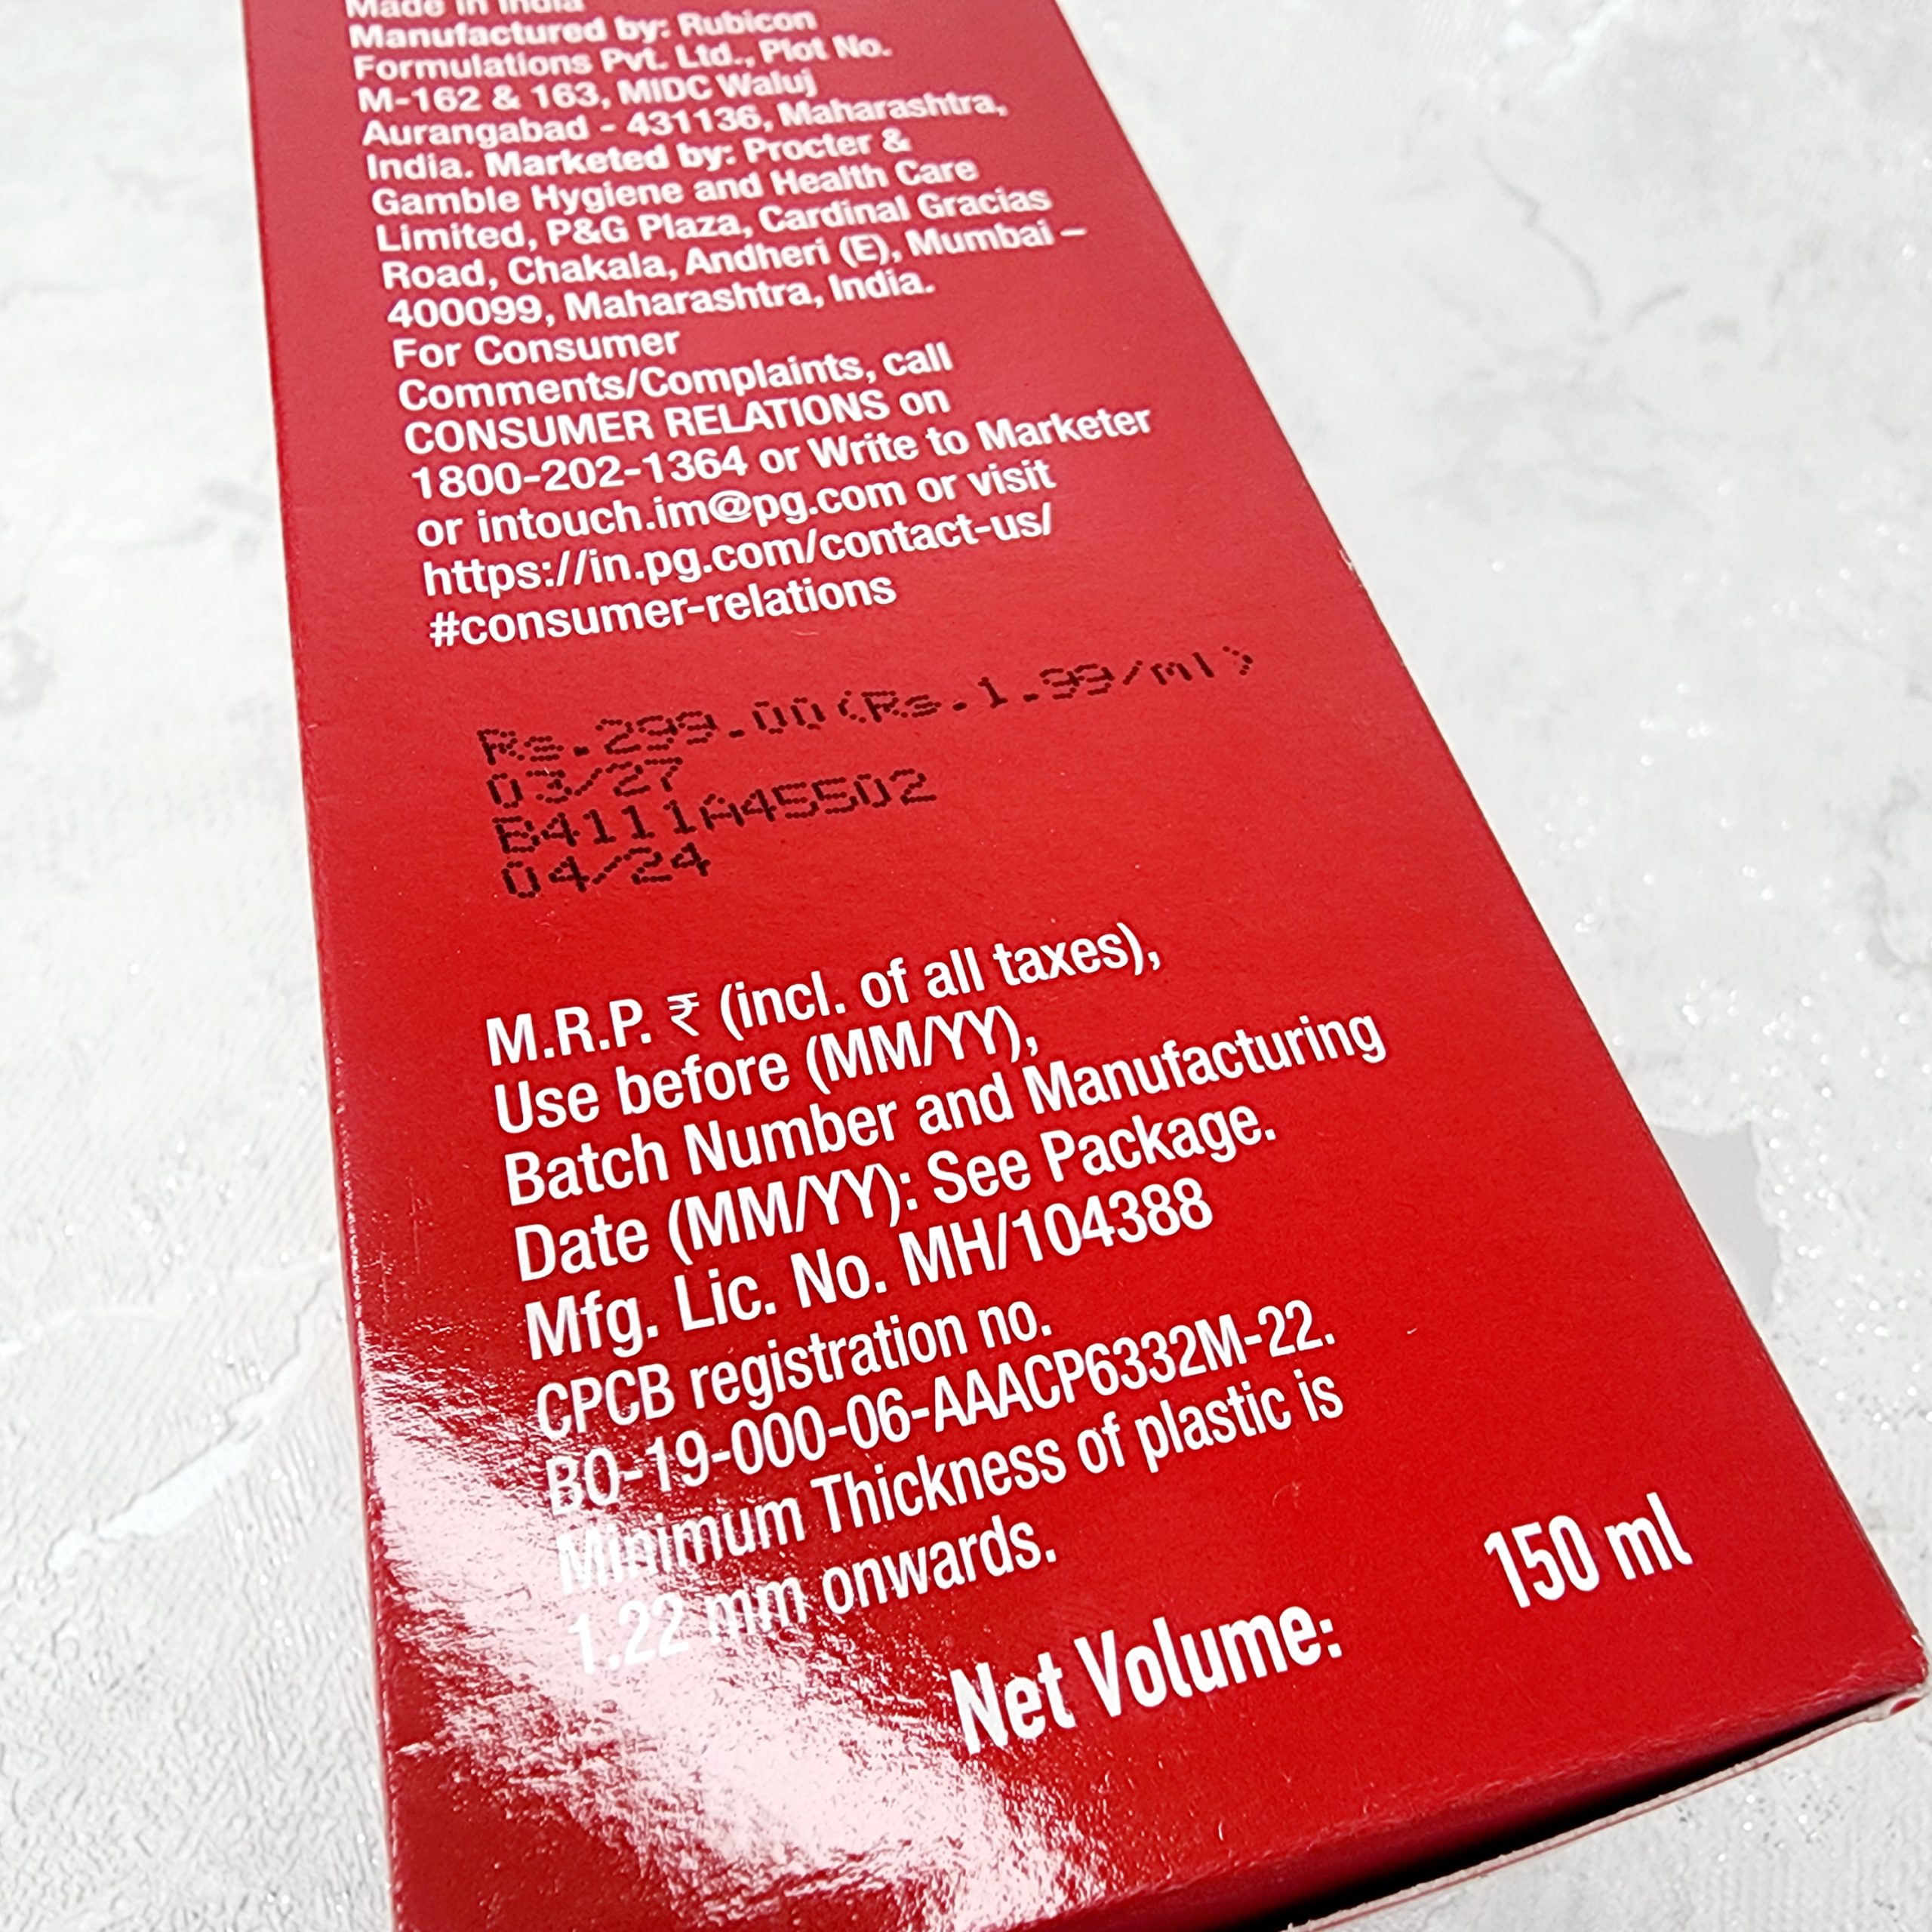 Made in India
Manufactured by: Rubicon
Formulations Pvt. Ltd., Plot No.
M-162 & 163, MIDC Waluj
Aurangabad - 431136, Maharashtra,
India. Marketed by: Procter &
Gamble Hygiene and Health Care
Limited, P&G Plaza, Cardinal Gracias
Road, Chakala, Andheri (E), Mumbai –
400099, Maharashtra, India.
For Consumer
Comments/Complaints, call
CONSUMER RELATIONS on
1800-202-1364 or Write to Marketer
or intouch.im@pg.com or visit
https://in.pg.com/contact-us/
#consumer-relations
Rs.299.00(Rs.1.99/ml)
03/27
B4111A45502
04/24
M.R.P. ₹ (incl. of all taxes),
Use before (MM/YY),
Batch Number and Manufacturing
Date (MM/YY): See Package.
Mfg. Lic. No. MH/104388
CPCB registration no.
BO-19-000-06-AAACP6332M-22.
Minimum Thickness of plastic is
1.22 mm onwards.
Net Volume: 150 ml